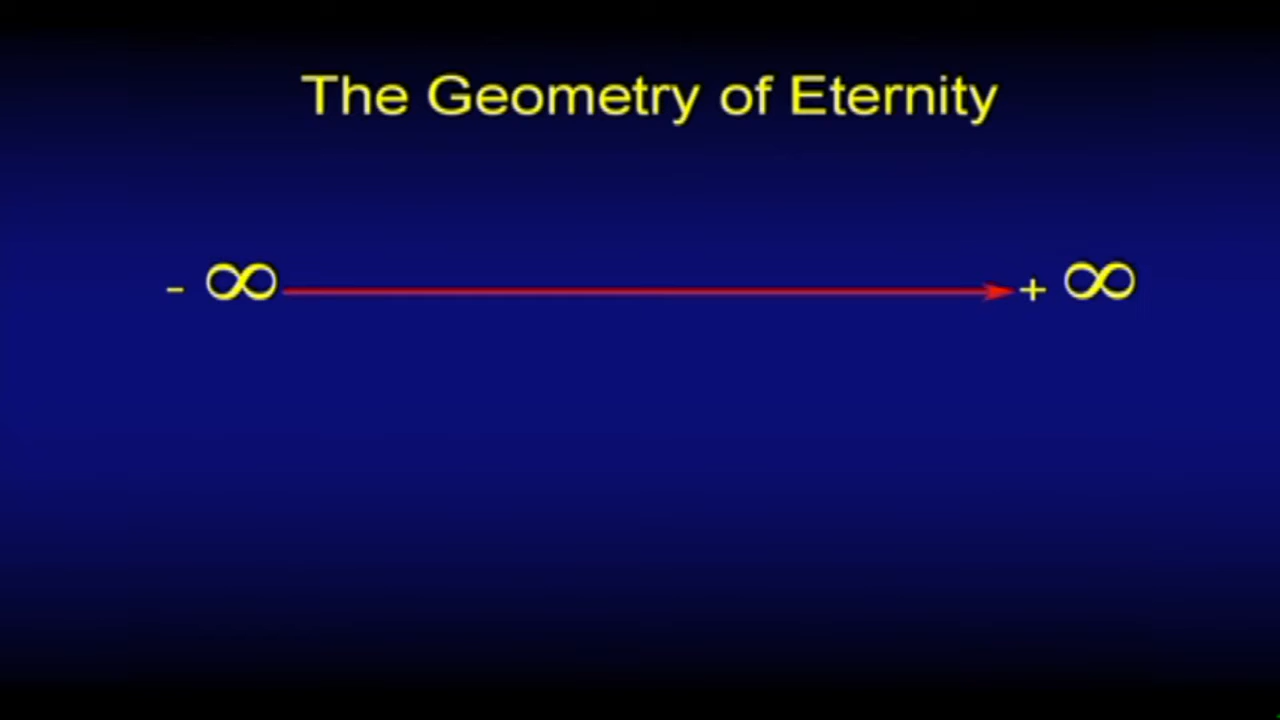 The Geometry of Eternity
- ∞ + ∞